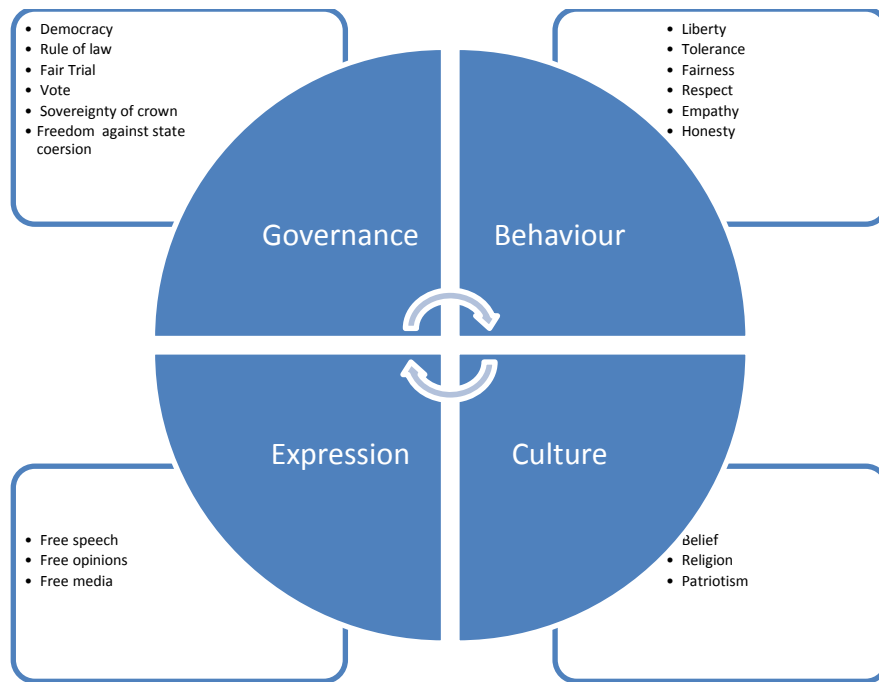 • Democracy
• Rule of law
• Fair Trial
• Vote
• Sovereignty of crown
• Freedom against state
coersion
• Liberty
• Tolerance
• Fairness
• Respect
• Empathy
• Honesty
Governance
Behaviour
Expression
Culture
• Free speech
• Free opinions
• Free media
Belief
• Religion
• Patriotism